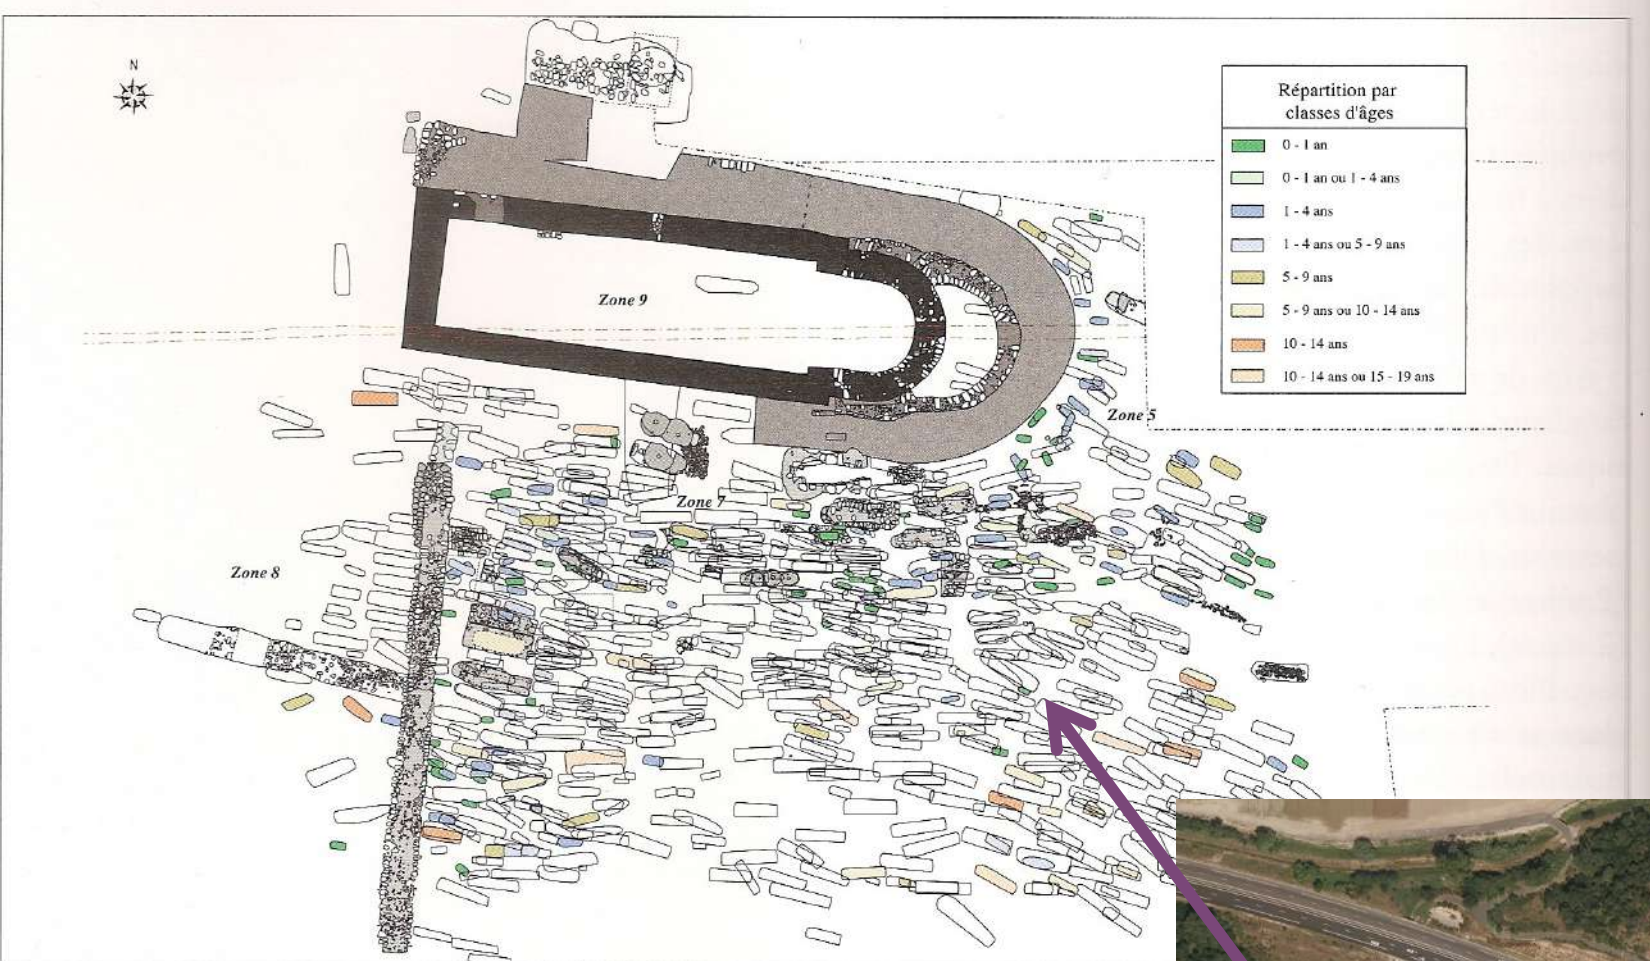 N
Répartition par
classes d'âges
0 - 1 an
0 - 1 an ou 1 - 4 ans
1 - 4 ans
1 - 4 ans ou 5 - 9 ans
5 - 9 ans
5 - 9 ans ou 10 - 14 ans
10 - 14 ans
10 - 14 ans ou 15 - 19 ans
Zone 9
Zone 5
Zone 7
Zone 8